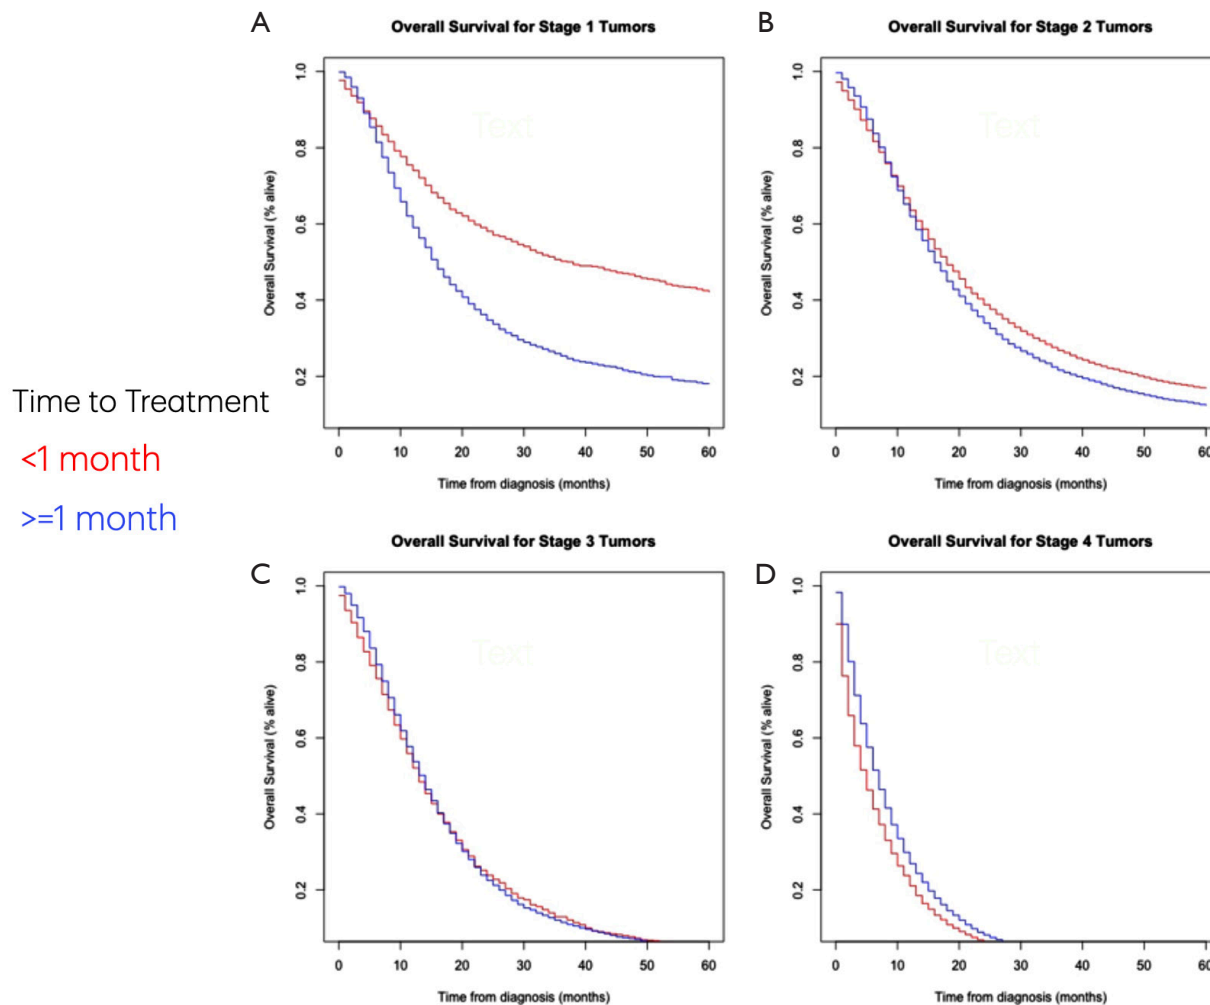 A
Overall Survival for Stage 1 Tumors
Text
Overall Survival (% alive)
1.0
0.8
0.6
0.4
0.2
0 10 20 30 40 50 60
Time from diagnosis (months)
B
Overall Survival for Stage 2 Tumors
Text
Overall Survival (% alive)
1.0
0.8
0.6
0.4
0.2
0 10 20 30 40 50 60
Time from diagnosis (months)
Time to Treatment
<1 month
>=1 month
C
Overall Survival for Stage 3 Tumors
Text
Overall Survival (% alive)
1.0
0.8
0.6
0.4
0.2
0 10 20 30 40 50 60
Time from diagnosis (months)
D
Overall Survival for Stage 4 Tumors
Text
Overall Survival (% alive)
1.0
0.8
0.6
0.4
0.2
0 10 20 30 40 50 60
Time from diagnosis (months)